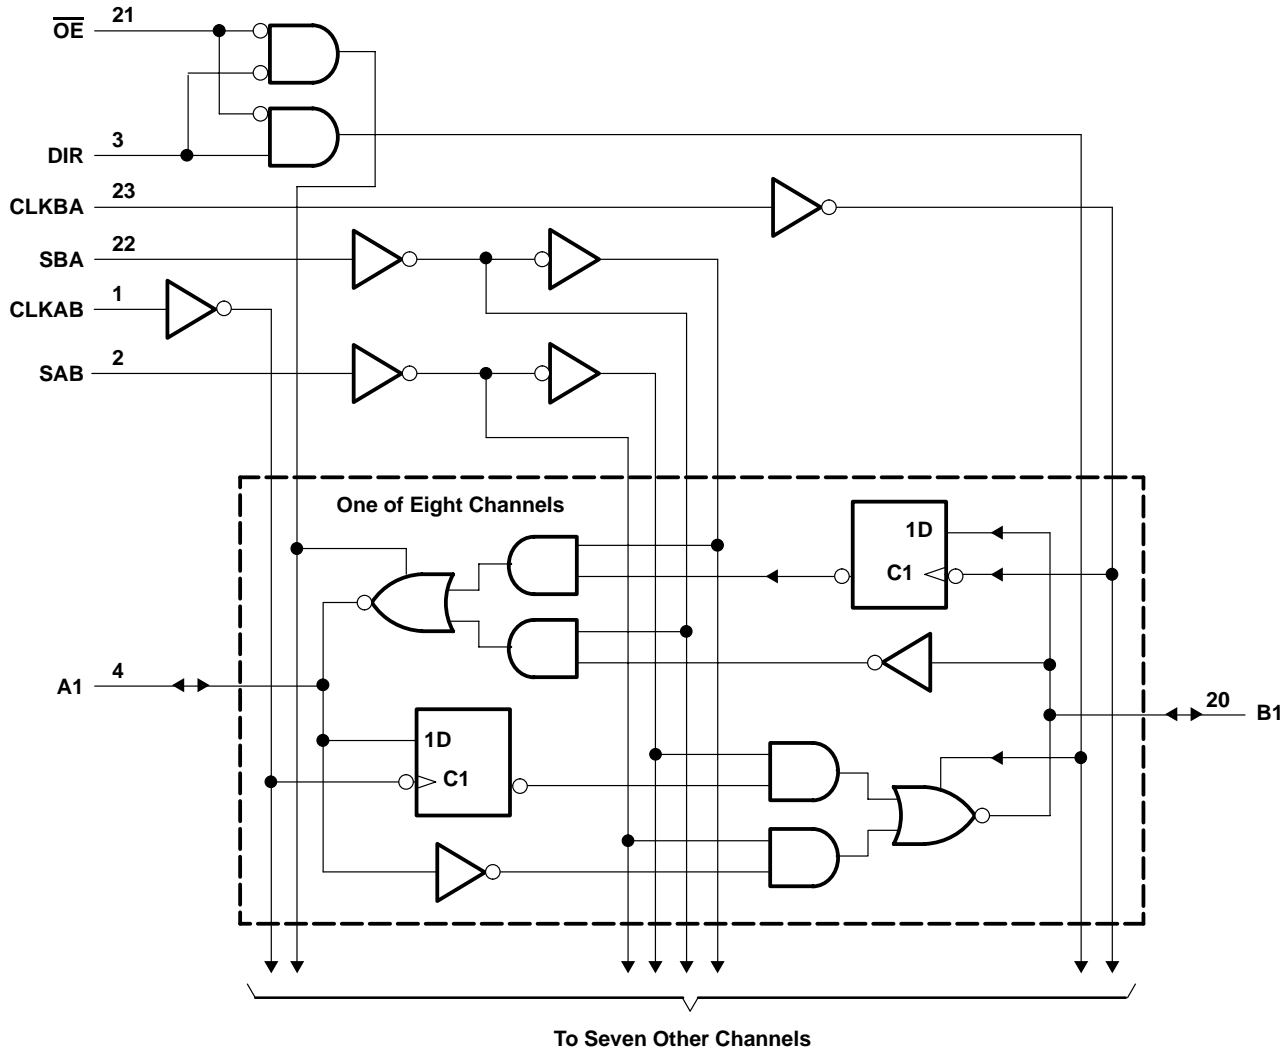 OE 21
DIR 3
CLKBA 23
SBA 22
CLKAB 1
SAB 2
One of Eight Channels
1D
C1
A1 4
20 B1
1D
C1
To Seven Other Channels